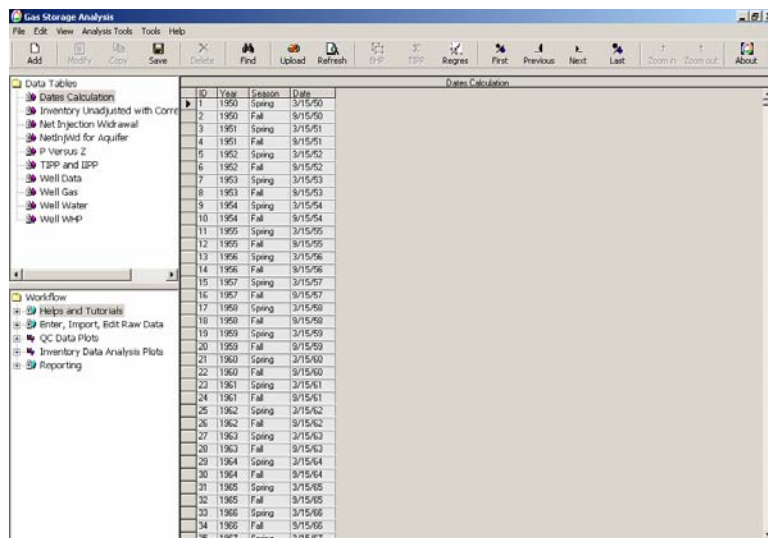 Gas Storage Analysis
File Edit View Analysis Tools Tools Help
Add Modify Copy Save Delete Find Upload Refresh BHP TIPP Regres First Previous Next Last Zoom in Zoom out About
Data Tables
Dates Calculation
Inventory Unadjusted with Corre
Net Injection Widrawal
NetInjWd for Aquifer
P Versus Z
TIPP and IIPP
Well Data
Well Gas
Well Water
Well WHP
Workflow
Helps and Tutorials
Enter, Import, Edit Raw Data
QC Data Plots
Inventory Data Analysis Plots
Reporting
Dates Calculation
ID Year Season Date
1 1950 Spring 3/15/50
2 1950 Fall 9/15/50
3 1951 Spring 3/15/51
4 1951 Fall 9/15/51
5 1952 Spring 3/15/52
6 1952 Fall 9/15/52
7 1953 Spring 3/15/53
8 1953 Fall 9/15/53
9 1954 Spring 3/15/54
10 1954 Fall 9/15/54
11 1955 Spring 3/15/55
12 1955 Fall 9/15/55
13 1956 Spring 3/15/56
14 1956 Fall 9/15/56
15 1957 Spring 3/15/57
16 1957 Fall 9/15/57
17 1958 Spring 3/15/58
18 1958 Fall 9/15/58
19 1959 Spring 3/15/59
20 1959 Fall 9/15/59
21 1960 Spring 3/15/60
22 1960 Fall 9/15/60
23 1961 Spring 3/15/61
24 1961 Fall 9/15/61
25 1962 Spring 3/15/62
26 1962 Fall 9/15/62
27 1963 Spring 3/15/63
28 1963 Fall 9/15/63
29 1964 Spring 3/15/64
30 1964 Fall 9/15/64
31 1965 Spring 3/15/65
32 1965 Fall 9/15/65
33 1966 Spring 3/15/66
34 1966 Fall 9/15/66
35 1967 Spring 3/15/67